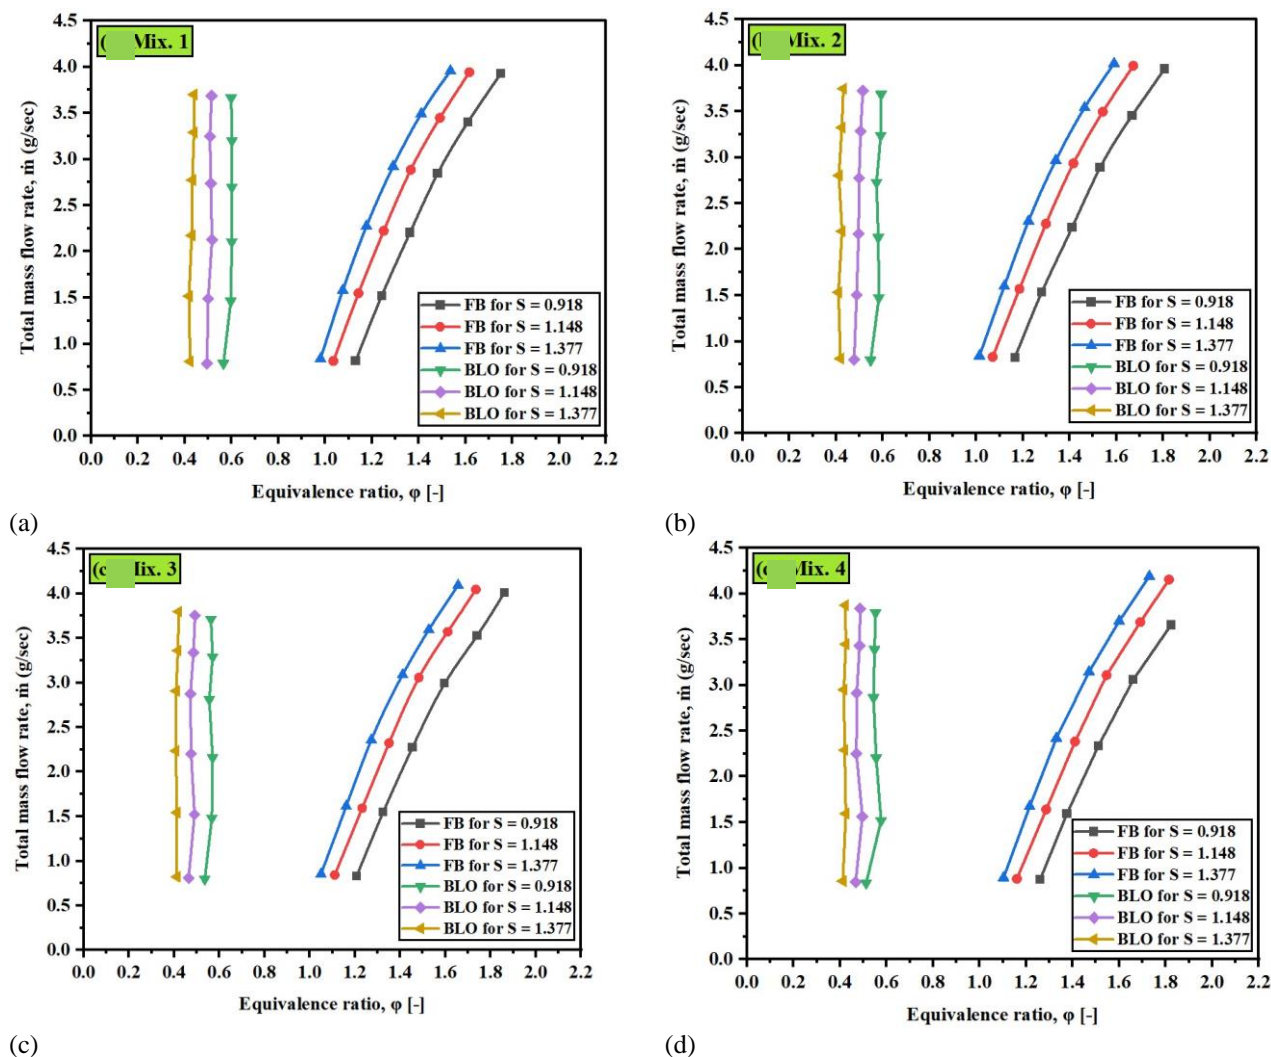 ( Mix. 1
Total mass flow rate, ṁ (g/sec)
4.5
4.0
3.5
3.0
2.5
2.0
1.5
1.0
0.5
0.0
FB for S = 0.918
FB for S = 1.148
FB for S = 1.377
BLO for S = 0.918
BLO for S = 1.148
BLO for S = 1.377
0.0 0.2 0.4 0.6 0.8 1.0 1.2 1.4 1.6 1.8 2.0 2.2
Equivalence ratio, φ [-]
(a)
Mix. 2
Total mass flow rate, ṁ (g/sec)
4.5
4.0
3.5
3.0
2.5
2.0
1.5
1.0
0.5
0.0
FB for S = 0.918
FB for S = 1.148
FB for S = 1.377
BLO for S = 0.918
BLO for S = 1.148
BLO for S = 1.377
0.0 0.2 0.4 0.6 0.8 1.0 1.2 1.4 1.6 1.8 2.0 2.2
Equivalence ratio, φ [-]
(b)
(c Mix. 3
Total mass flow rate, ṁ (g/sec)
4.5
4.0
3.5
3.0
2.5
2.0
1.5
1.0
0.5
0.0
FB for S = 0.918
FB for S = 1.148
FB for S = 1.377
BLO for S = 0.918
BLO for S = 1.148
BLO for S = 1.377
0.0 0.2 0.4 0.6 0.8 1.0 1.2 1.4 1.6 1.8 2.0 2.2
Equivalence ratio, φ [-]
(c)
Mix. 4
Total mass flow rate, ṁ (g/sec)
4.5
4.0
3.5
3.0
2.5
2.0
1.5
1.0
0.5
0.0
FB for S = 0.918
FB for S = 1.148
FB for S = 1.377
BLO for S = 0.918
BLO for S = 1.148
BLO for S = 1.377
0.0 0.2 0.4 0.6 0.8 1.0 1.2 1.4 1.6 1.8 2.0 2.2
Equivalence ratio, φ [-]
(d)